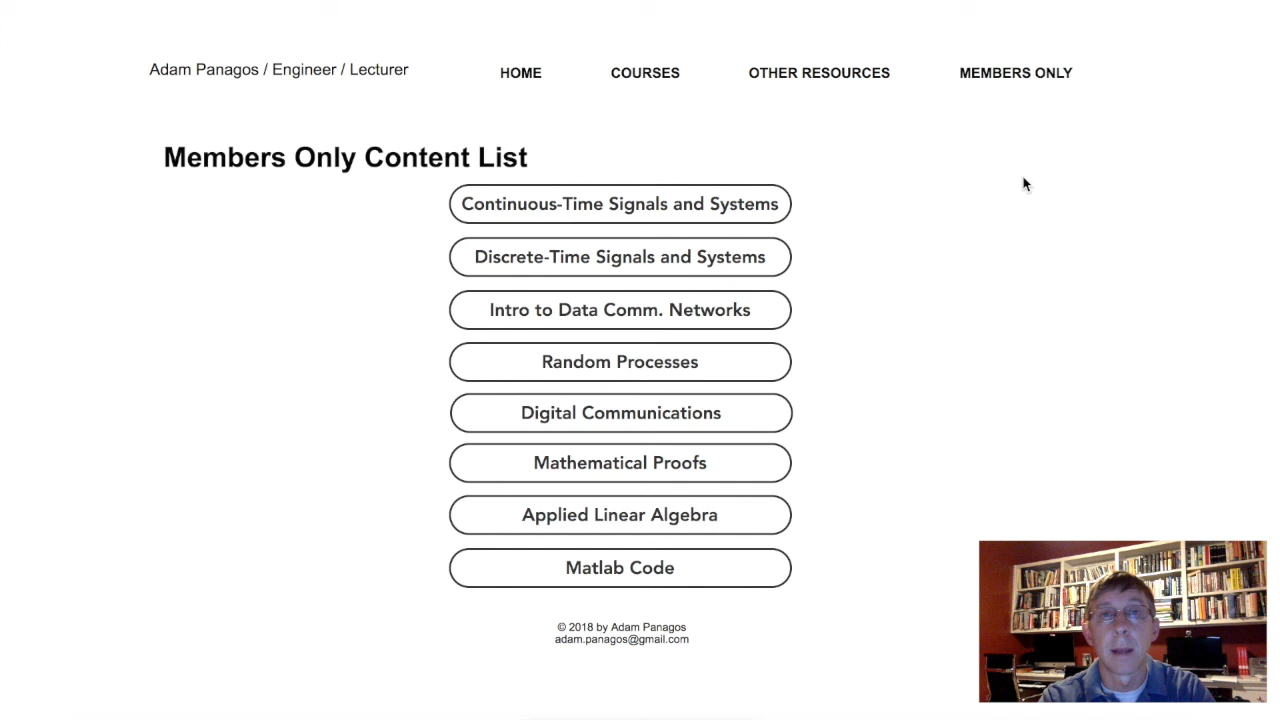 Adam Panagos / Engineer / Lecturer
HOME
COURSES
OTHER RESOURCES
MEMBERS ONLY
Members Only Content List
Continuous-Time Signals and Systems
Discrete-Time Signals and Systems
Intro to Data Comm. Networks
Random Processes
Digital Communications
Mathematical Proofs
Applied Linear Algebra
Matlab Code
© 2018 by Adam Panagos
adam.panagos@gmail.com